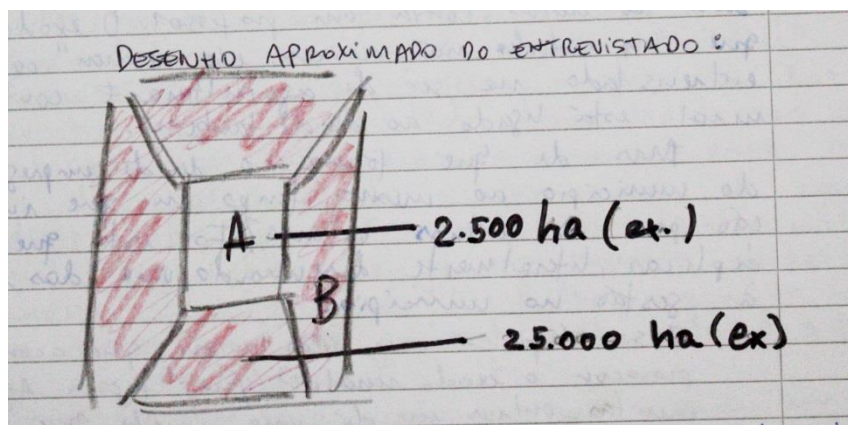 DESENHO APROXIMADO DO ENTREVISTADO:
A
2.500 ha (ex.)
B
25.000 ha (ex)